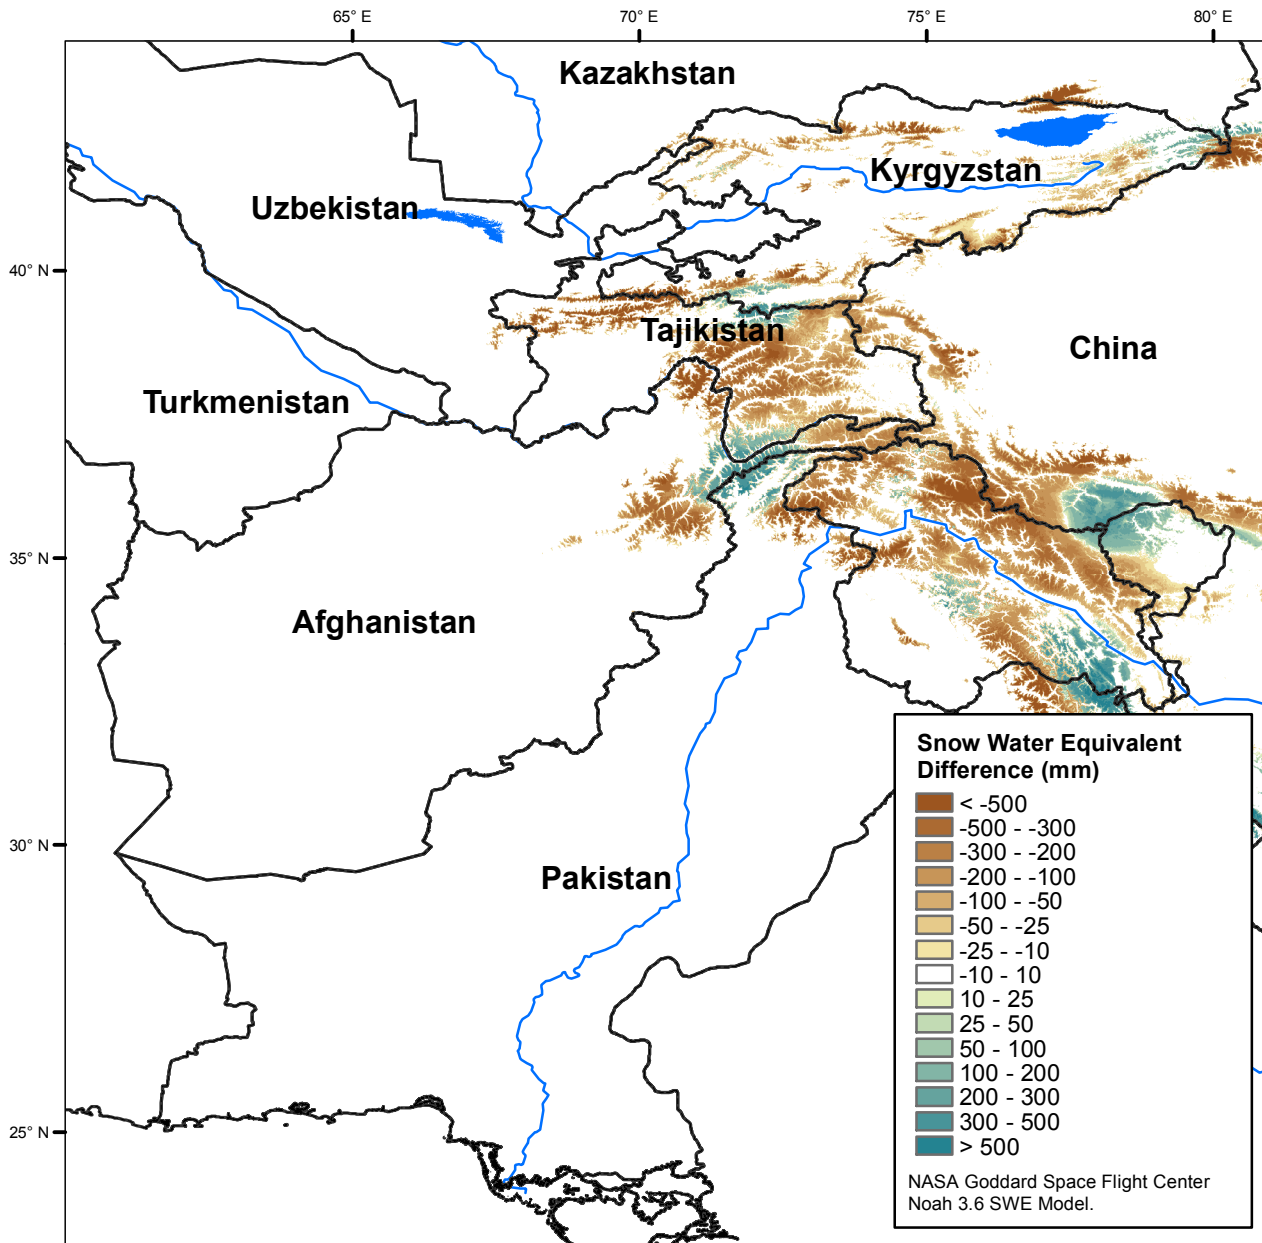 65° E 70° E 75° E 80° E
Kazakhstan
Kyrgyzstan
Uzbekistan
40° N
Tajikistan
China
Turkmenistan
35° N
Afghanistan
Snow Water Equivalent
Difference (mm)
< -500
-500 - -300
30° N
-300 - -200
Pakistan
-200 - -100
-100 - -50
-50 - -25
-25 - -10
-10 - 10
10 - 25
25 - 50
50 - 100
100 - 200
200 - 300
300 - 500
25° N
> 500
NASA Goddard Space Flight Center
Noah 3.6 SWE Model.